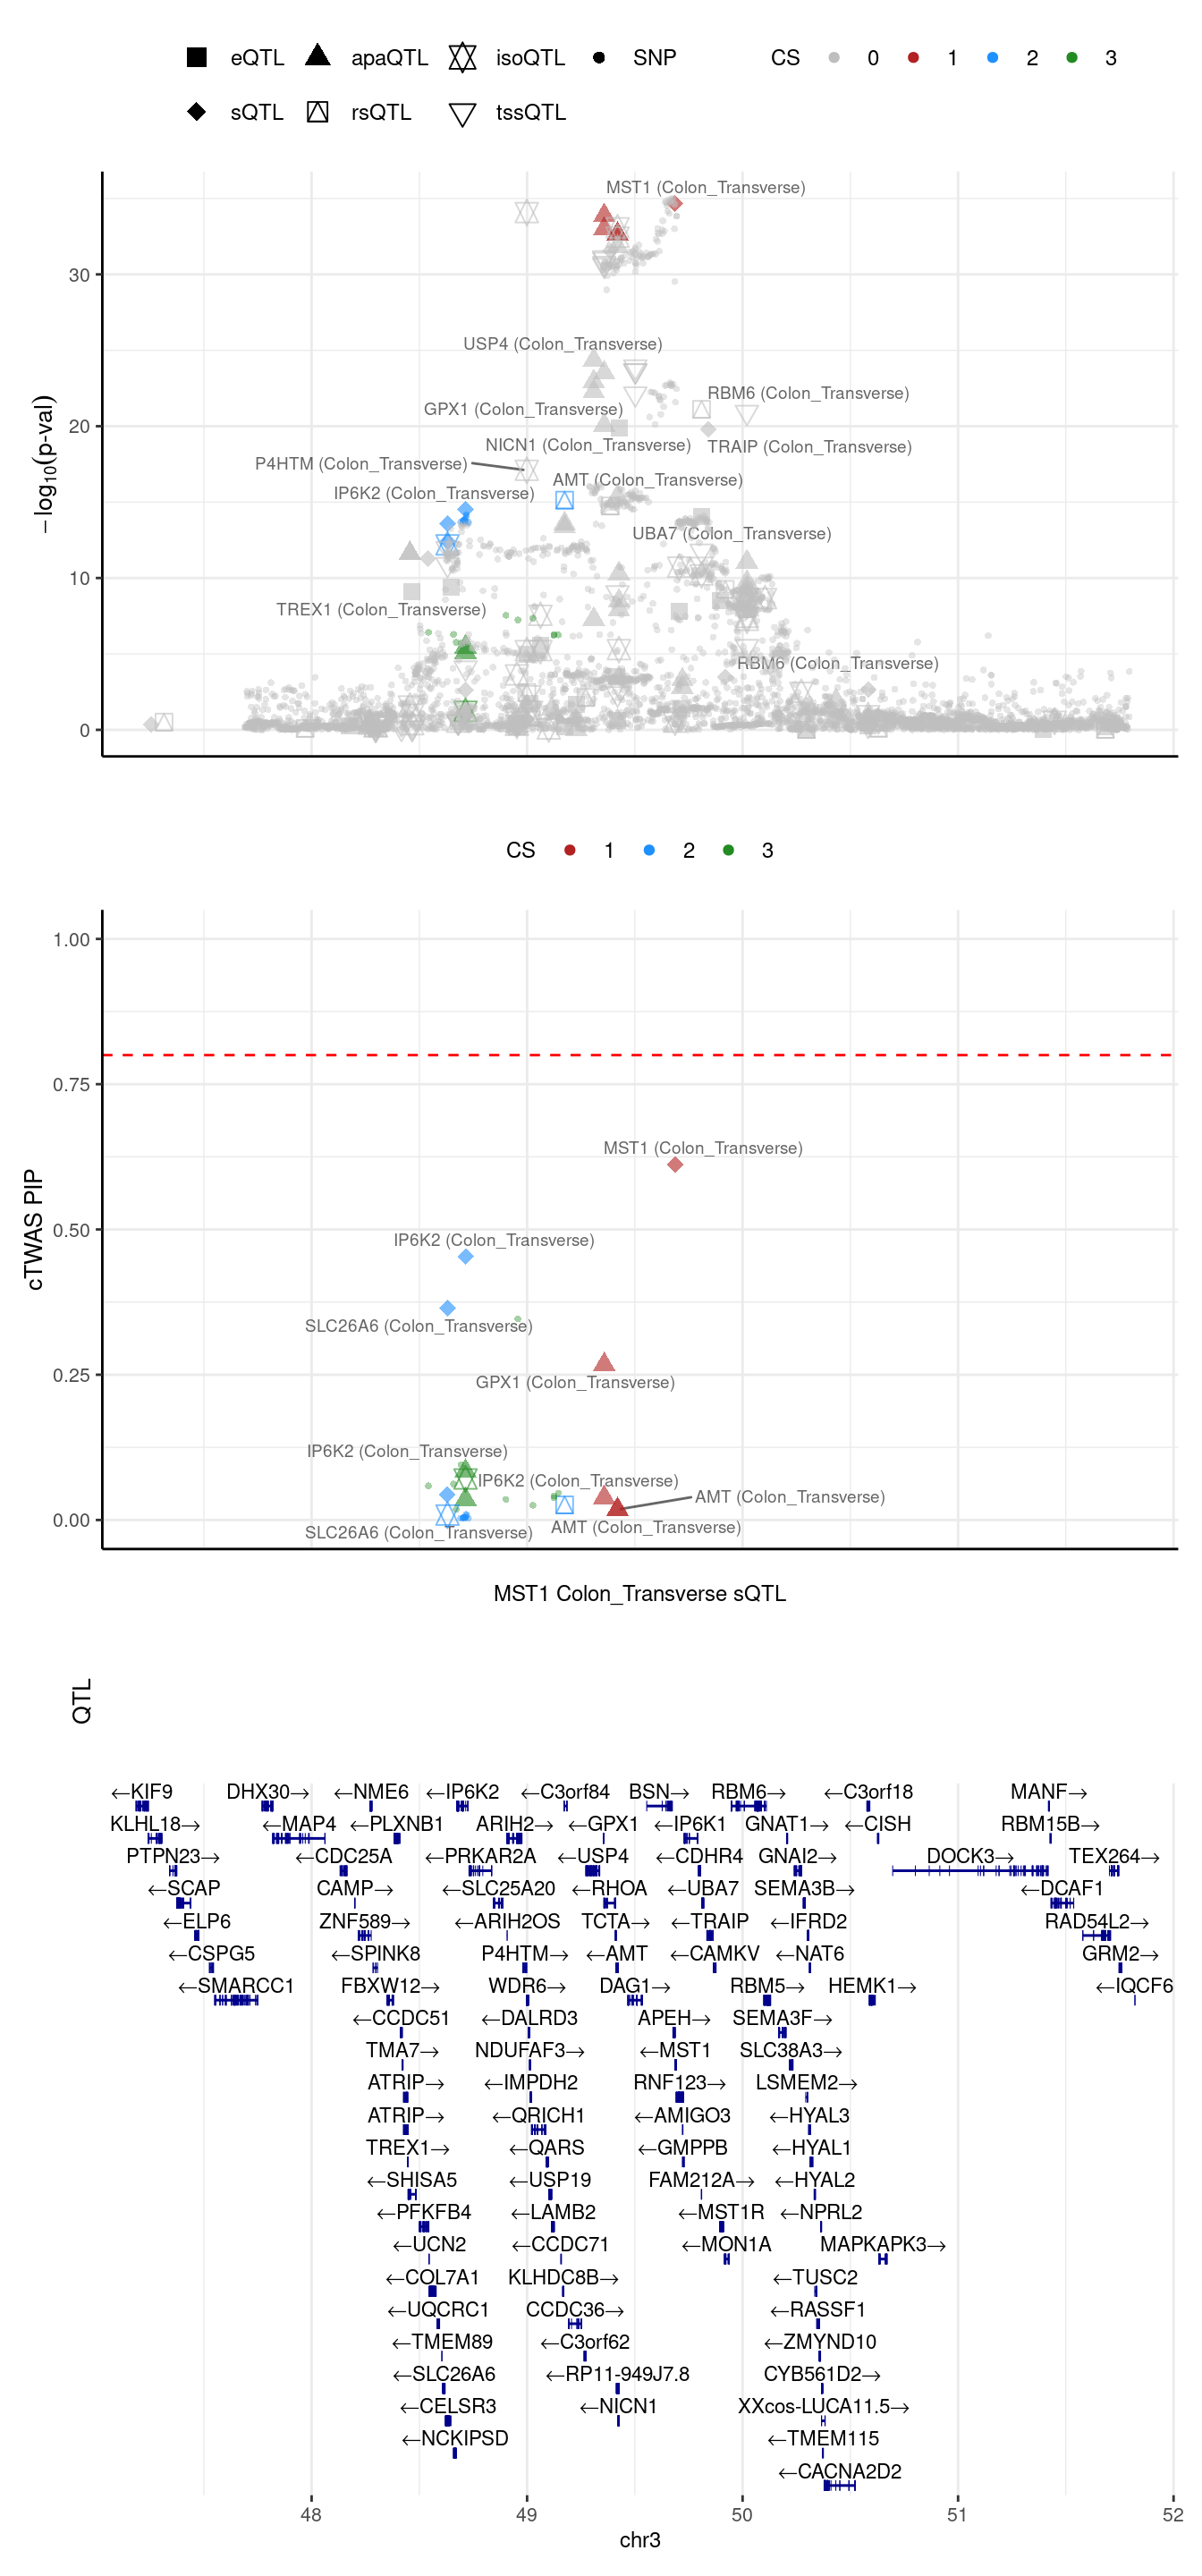 eQTL apaQTL isoQTL SNP CS 0 1 2 3
sQTL rsQTL tssQTL
MST1 (Colon_Transverse)
30
USP4 (Colon_Transverse)
RBM6 (Colon_Transverse)
GPX1 (Colon_Transverse)
20
NICN1 (Colon_Transverse) TRAIP (Colon_Transverse)
P4HTM (Colon_Transverse)
AMT (Colon_Transverse)
IP6K2 (Colon_Transverse)
UBA7 (Colon_Transverse)
10
TREX1 (Colon_Transverse)
RBM6 (Colon_Transverse)
0
−log10(p-val)
CS 1 2 3
1.00
0.75
MST1 (Colon_Transverse)
0.50
IP6K2 (Colon_Transverse)
SLC26A6 (Colon_Transverse)
0.25
GPX1 (Colon_Transverse)
IP6K2 (Colon_Transverse)
IP6K2 (Colon_Transverse)
AMT (Colon_Transverse)
0.00
AMT (Colon_Transverse)
SLC26A6 (Colon_Transverse)
cTWAS PIP
MST1 Colon_Transverse sQTL
QTL
←KIF9 DHX30→ ←NME6 ←IP6K2 ←C3orf84 BSN→ RBM6→ ←C3orf18 MANF→
KLHL18→ ←MAP4 ←PLXNB1 ARIH2→ ←GPX1 ←IP6K1 GNAT1→ ←CISH RBM15B→
PTPN23→ ←CDC25A ←PRKAR2A ←USP4 ←CDHR4 GNAI2→ DOCK3→ TEX264→
←SCAP CAMP→ ←SLC25A20 ←RHOA ←UBA7 SEMA3B→ ←DCAF1
←ELP6 ZNF589→ ←ARIH2OS TCTA→ ←TRAIP ←IFRD2 RAD54L2→
←CSPG5 ←SPINK8 P4HTM→ ←AMT ←CAMKV ←NAT6 GRM2→
←SMARCC1 FBXW12→ WDR6→ DAG1→ RBM5→ HEMK1→ ←IQCF6
←CCDC51 ←DALRD3 APEH→ SEMA3F→
TMA7→ NDUFAF3→ ←MST1 SLC38A3→
ATRIP→ ←IMPDH2 RNF123→ LSMEM2→
ATRIP→ ←QRICH1 ←AMIGO3 ←HYAL3
TREX1→ ←QARS ←GMPPB ←HYAL1
←SHISA5 ←USP19 FAM212A→ ←HYAL2
←PFKFB4 ←LAMB2 ←MST1R ←NPRL2
←UCN2 ←CCDC71 ←MON1A MAPKAPK3→
←COL7A1 KLHDC8B→ ←TUSC2
←UQCRC1 CCDC36→ ←RASSF1
←TMEM89 ←C3orf62 ←ZMYND10
←SLC26A6 ←RP11-949J7.8 CYB561D2→
←CELSR3 ←NICN1 XXcos-LUCA11.5→
←NCKIPSD ←TMEM115
←CACNA2D2
48 49 50 51 52
chr3